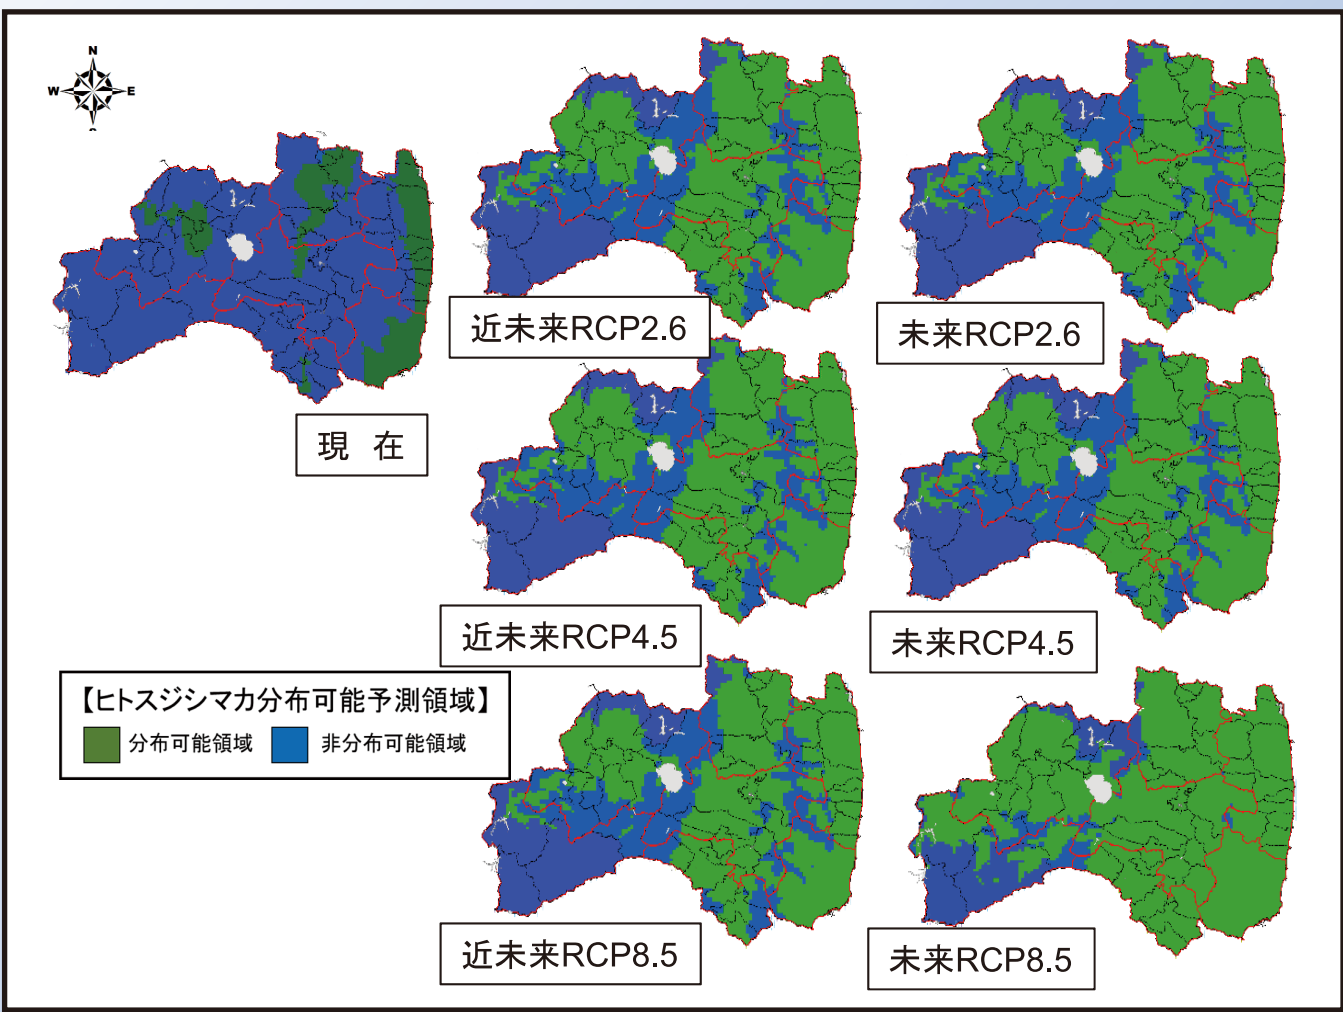 N
W E
現 在
近未来RCP2.6
未来RCP2.6
近未来RCP4.5
未来RCP4.5
【ヒトスジシマカ分布可能予測領域】
分布可能領域 非分布可能領域
近未来RCP8.5
未来RCP8.5